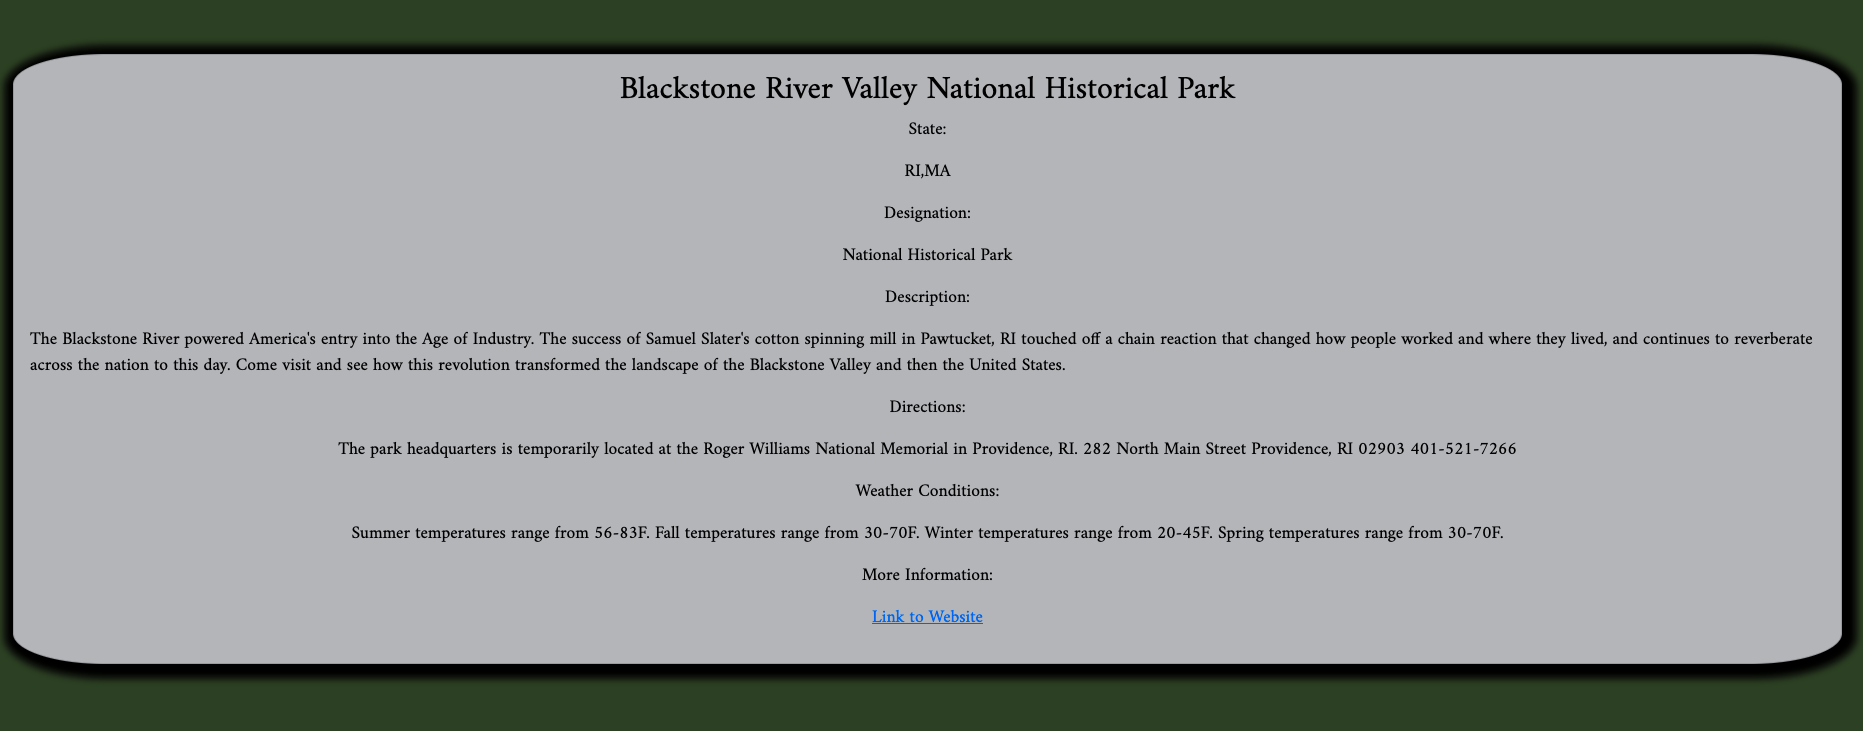 Blackstone River Valley National Historical Park
State:
RI,MA
Designation:
National Historical Park
Description:
The Blackstone River powered America's entry into the Age of Industry. The success of Samuel Slater's cotton spinning mill in Pawtucket, RI touched off a chain reaction that changed how people worked and where they lived, and continues to reverberate
across the nation to this day. Come visit and see how this revolution transformed the landscape of the Blackstone Valley and then the United States.
Directions:
The park headquarters is temporarily located at the Roger Williams National Memorial in Providence, RI. 282 North Main Street Providence, RI 02903 401-521-7266
Weather Conditions:
Summer temperatures range from 56-83F. Fall temperatures range from 30-70F. Winter temperatures range from 20-45F. Spring temperatures range from 30-70F.
More Information:
Link to Website